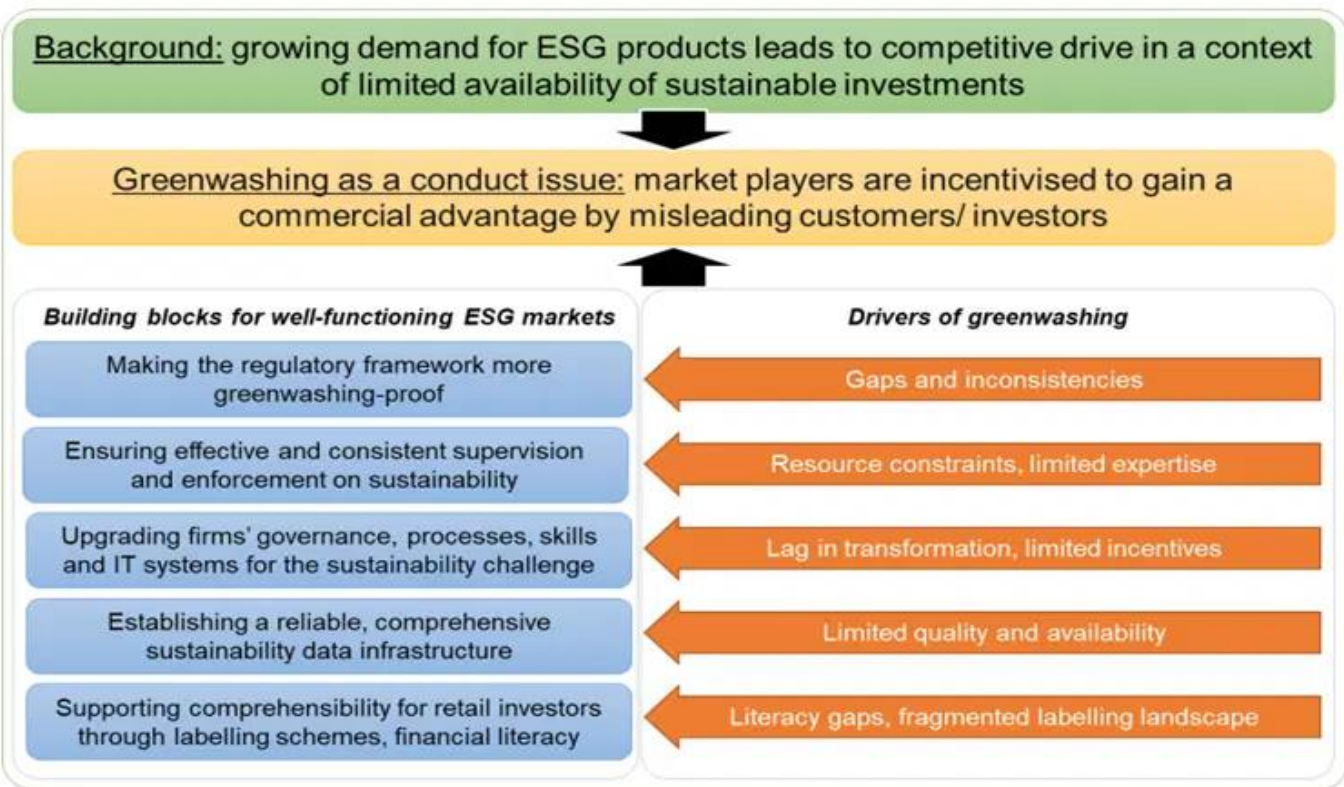 Background: growing demand for ESG products leads to competitive drive in a context
of limited availability of sustainable investments
Greenwashing as a conduct issue: market players are incentivised to gain a
commercial advantage by misleading customers/ investors
Building blocks for well-functioning ESG markets
Drivers of greenwashing
Making the regulatory framework more
greenwashing-proof
Gaps and inconsistencies
Ensuring effective and consistent supervision
and enforcement on sustainability
Resource constraints, limited expertise
Upgrading firms' governance, processes, skills
and IT systems for the sustainability challenge
Lag in transformation, limited incentives
Establishing a reliable, comprehensive
sustainability data infrastructure
Limited quality and availability
Supporting comprehensibility for retail investors
through labelling schemes, financial literacy
Literacy gaps, fragmented labelling landscape